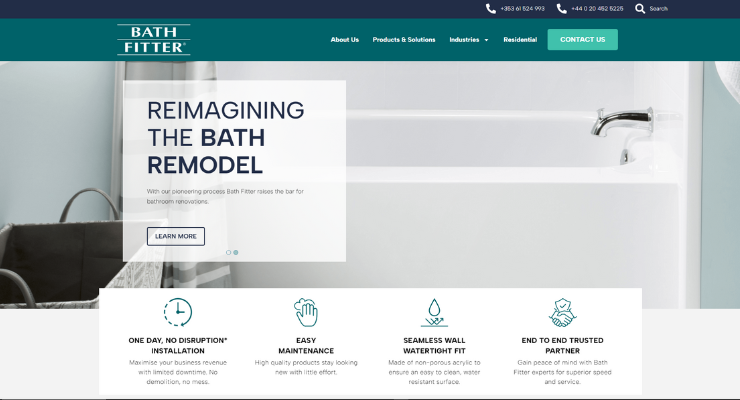 +353 61 524 993
+44 0 20 452 5225
Search
BATH
FITTER®
About Us
Products & Solutions
Industries
Residential
CONTACT US
REIMAGINING
THE BATH
REMODEL
With our pioneering process Bath Fitter raises the bar for
bathroom renovations.
LEARN MORE
ONE DAY, NO DISRUPTION*
INSTALLATION
Maximise your business revenue
with limited downtime. No
demolition, no mess.
EASY
MAINTENANCE
High quality products stay looking
new with little effort.
SEAMLESS WALL
WATERTIGHT FIT
Made of non-porous acrylic to
ensure an easy to clean, water
resistant surface.
END TO END TRUSTED
PARTNER
Gain peace of mind with Bath
Fitter experts for superior speed
and service.